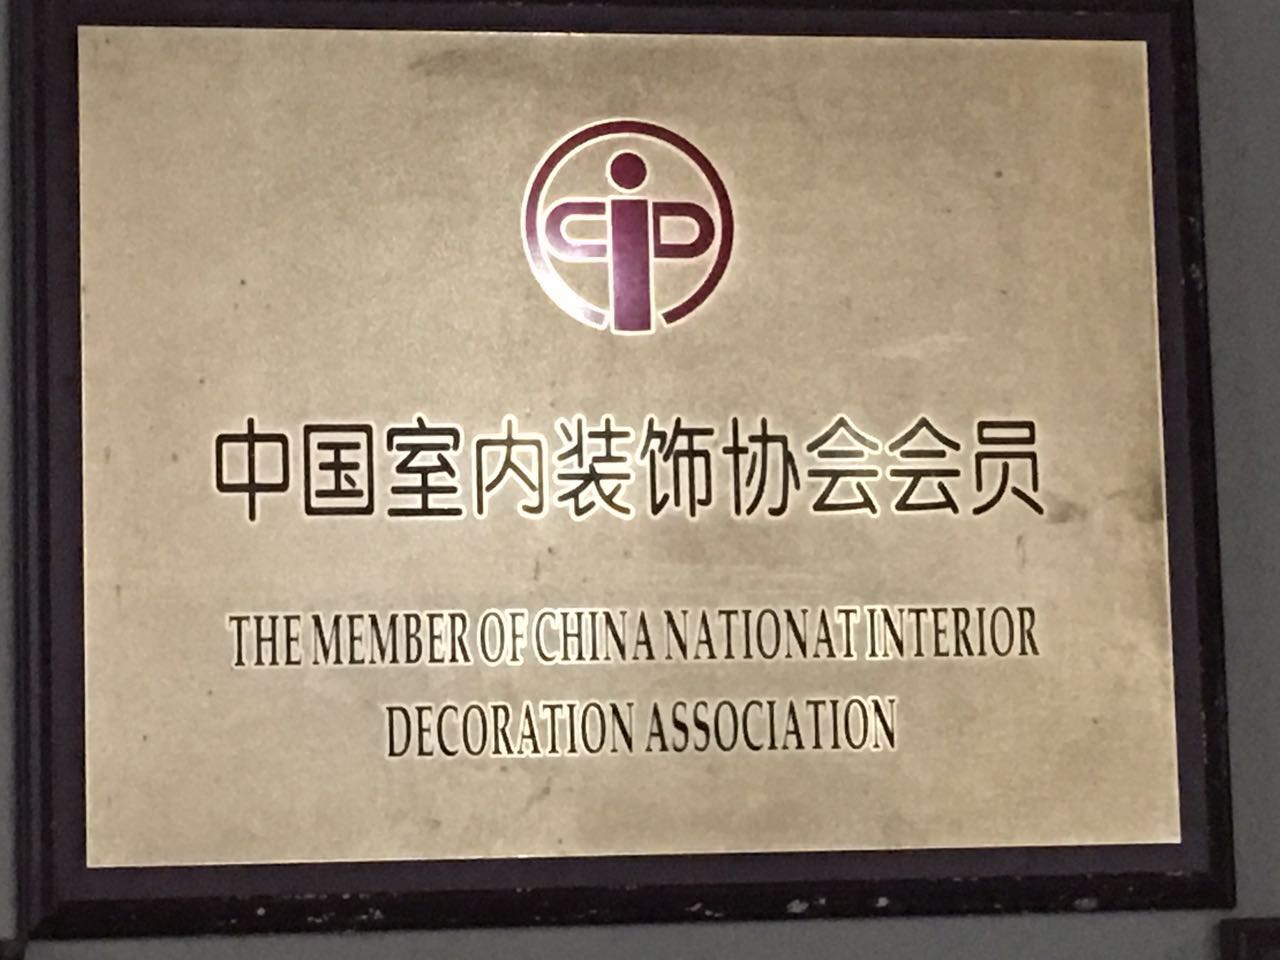 中国室内装饰协会会员
THE MEMBER OF CHINA NATIONAT INTERIOR
DECORATION ASSOCIATION